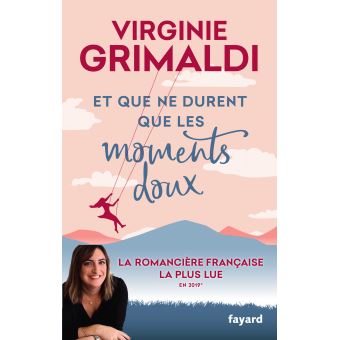 VIRGINIE
GRIMALDI
ET QUE NE DURENT
QUE LES
moments
doux
LA ROMANCIÈRE FRANÇAISE
LA PLUS LUE
EN 2019*
fayard